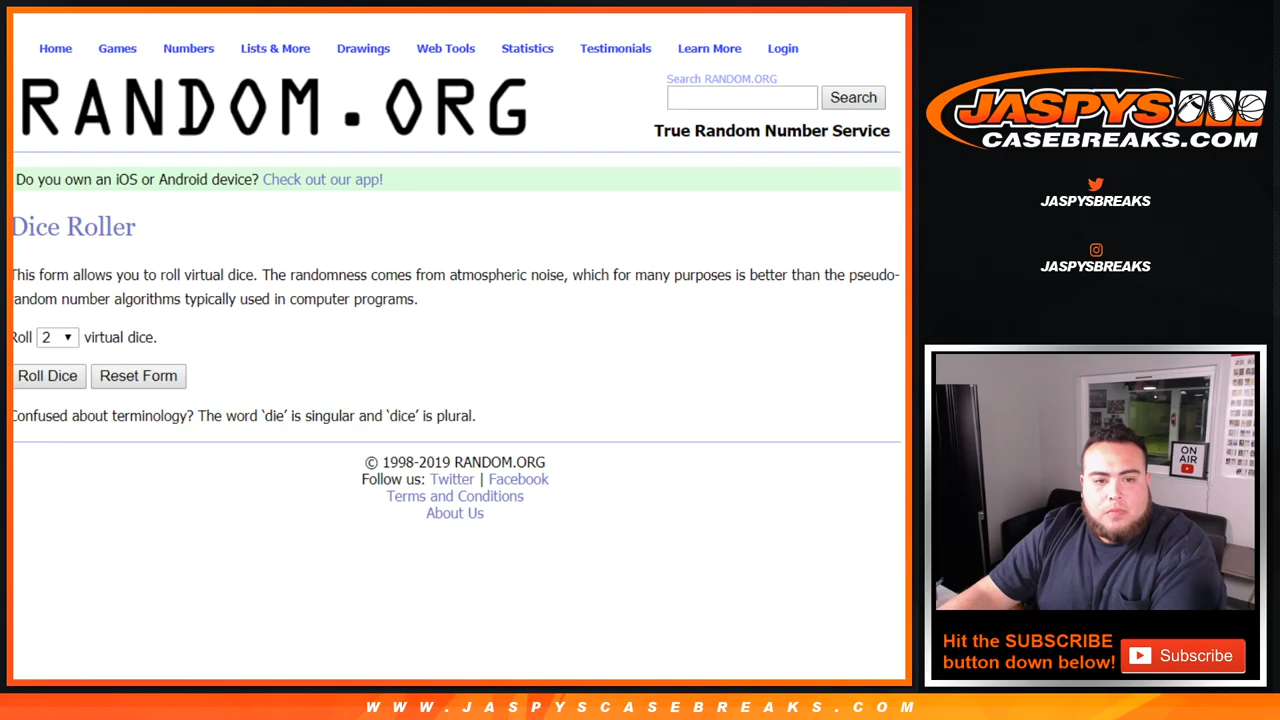 Home Games Numbers Lists & More Drawings Web Tools Statistics Testimonials Learn More Login
RANDOM.ORG
Search RANDOM.ORG
Search
True Random Number Service
Do you own an iOS or Android device? Check out our app!
Dice Roller
This form allows you to roll virtual dice. The randomness comes from atmospheric noise, which for many purposes is better than the pseudo-
random number algorithms typically used in computer programs.
Roll 2 virtual dice.
Roll Dice Reset Form
Confused about terminology? The word ‘die’ is singular and ‘dice’ is plural.
© 1998-2019 RANDOM.ORG
Follow us: Twitter | Facebook
Terms and Conditions
About Us
JASPYS
CASEBREAKS.COM
JASPYSBREAKS
JASPYSBREAKS
ON
AIR
Hit the SUBSCRIBE
button down below!
Subscribe
WWW.JASPYSCASEBREAKS.COM